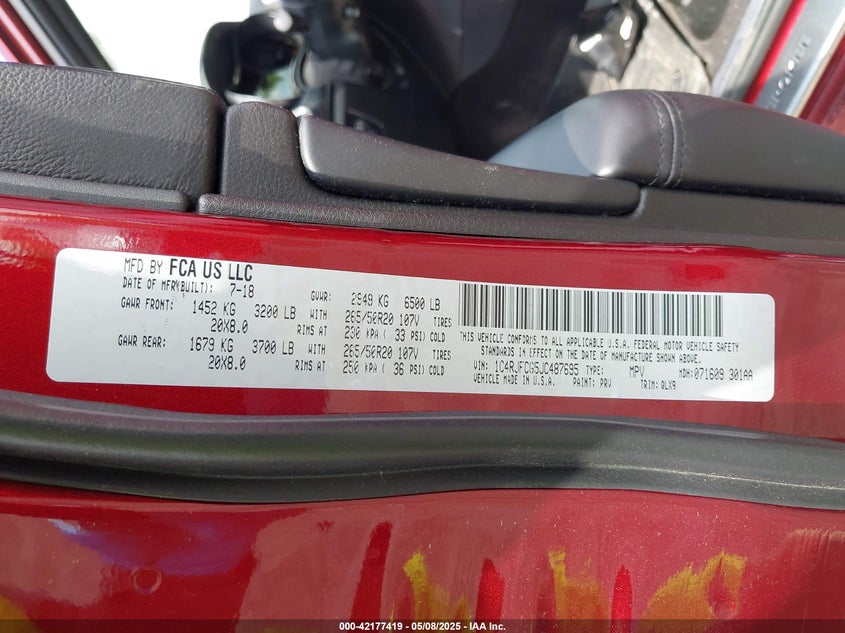 MFD BY FCA US LLC
DATE OF MFR(BUILT): 7-18 GVWR: 2949 KG 6500 LB
GAWR FRONT: 1452 KG 3200 LB WITH 265/50R20 107V TIRES
20X8.0 RIMS AT 230 KPA ( 33 PSI) COLD
GAWR REAR: 1679 KG 3700 LB WITH 265/50R20 107V TIRES
20X8.0 RIMS AT 250 KPA ( 36 PSI) COLD
THIS VEHICLE CONFORMS TO ALL APPLICABLE U.S.A. FEDERAL MOTOR VEHICLE SAFETY
STANDARDS IN EFFECT ON THE DATE OF MANUFACTURE SHOWN ABOVE.
VIN: 1C4RJFCG5JC487695 TYPE: MPV MDH:071609 301AA
VEHICLE MADE IN U.S.A. PAINT: PRV TRIM: QLX9
000-42177419 - 05/08/2025 - IAA Inc.